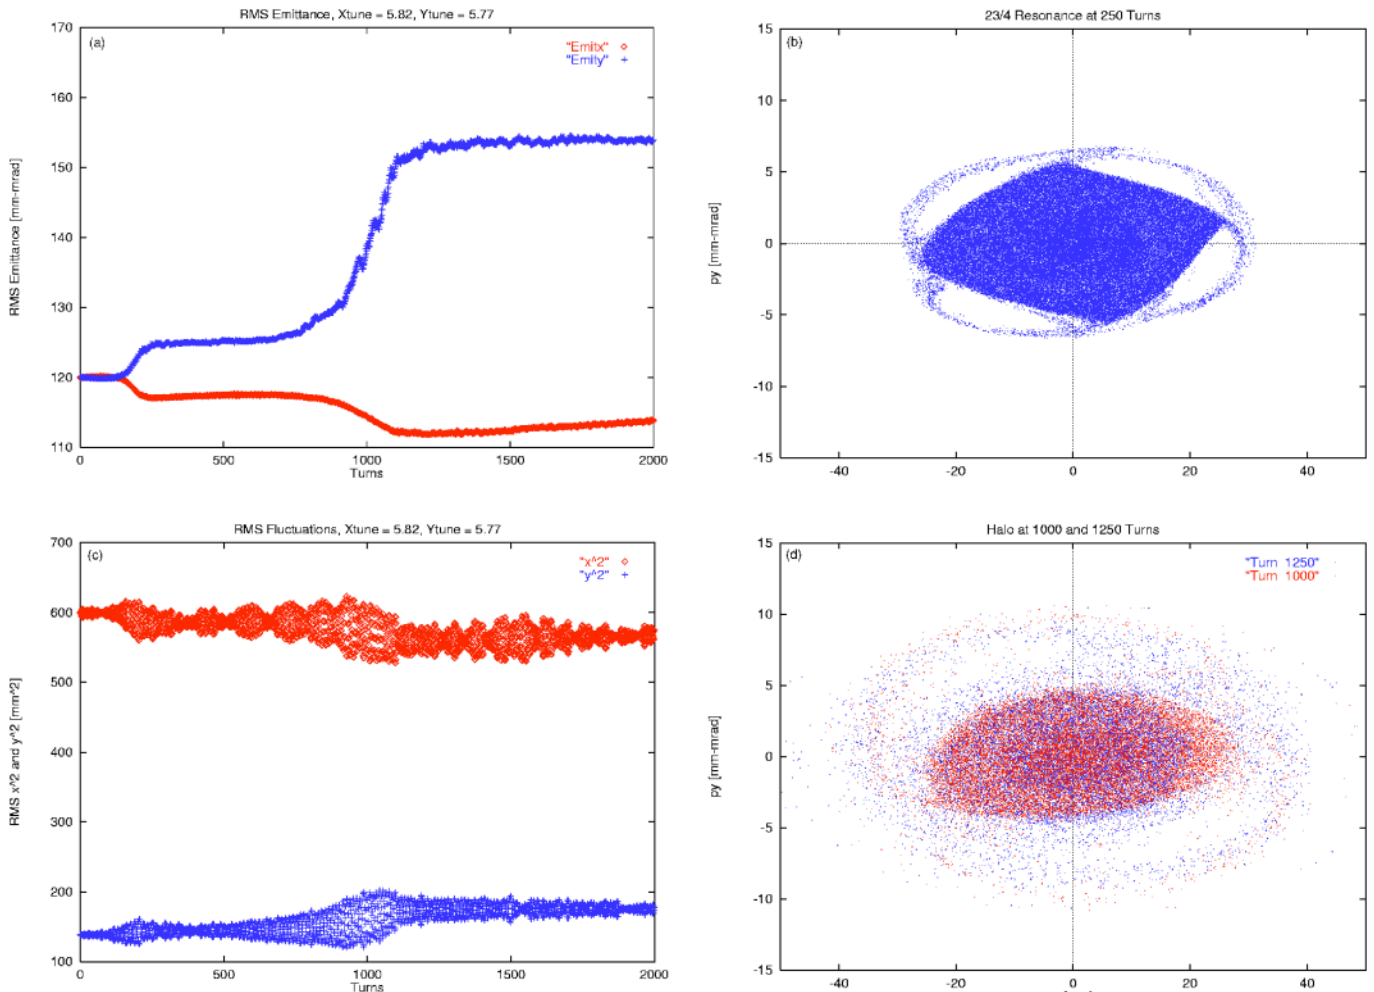 RMS Emittance, Xtune = 5.82, Ytune = 5.77
(a)
"Emitx"
"Emity"
RMS Emittance [mm-mrad]
170
160
150
140
130
120
110
0 500 1000 1500 2000
Turns
23/4 Resonance at 250 Turns
(b)
py [mm-mrad]
15
10
5
0
-5
-10
-15
-40 -20 0 20 40
RMS Fluctuations, Xtune = 5.82, Ytune = 5.77
(c)
"x^2"
"y^2"
RMS x^2 and y^2 [mm^2]
700
600
500
400
300
200
100
0 500 1000 1500 2000
Turns
Halo at 1000 and 1250 Turns
(d)
"Turn 1250"
"Turn 1000"
py [mm-mrad]
15
10
5
0
-5
-10
-15
-40 -20 0 20 40